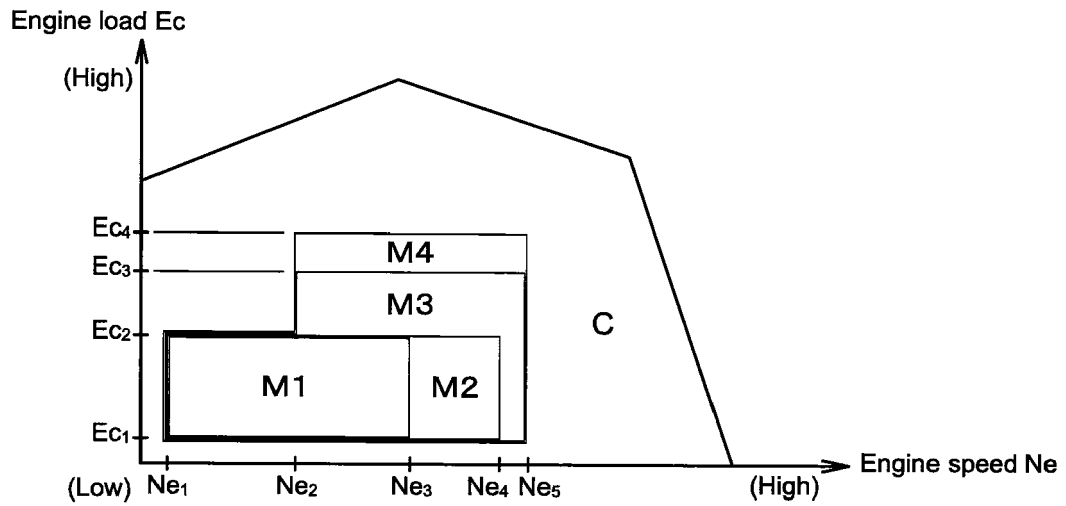 Engine load Ec
(High)
Ec4
M4
Ec3
M3
C
Ec2
M1 M2
Ec1
Engine speed Ne
(Low) Ne1 Ne2 Ne3 Ne4 Ne5 (High)